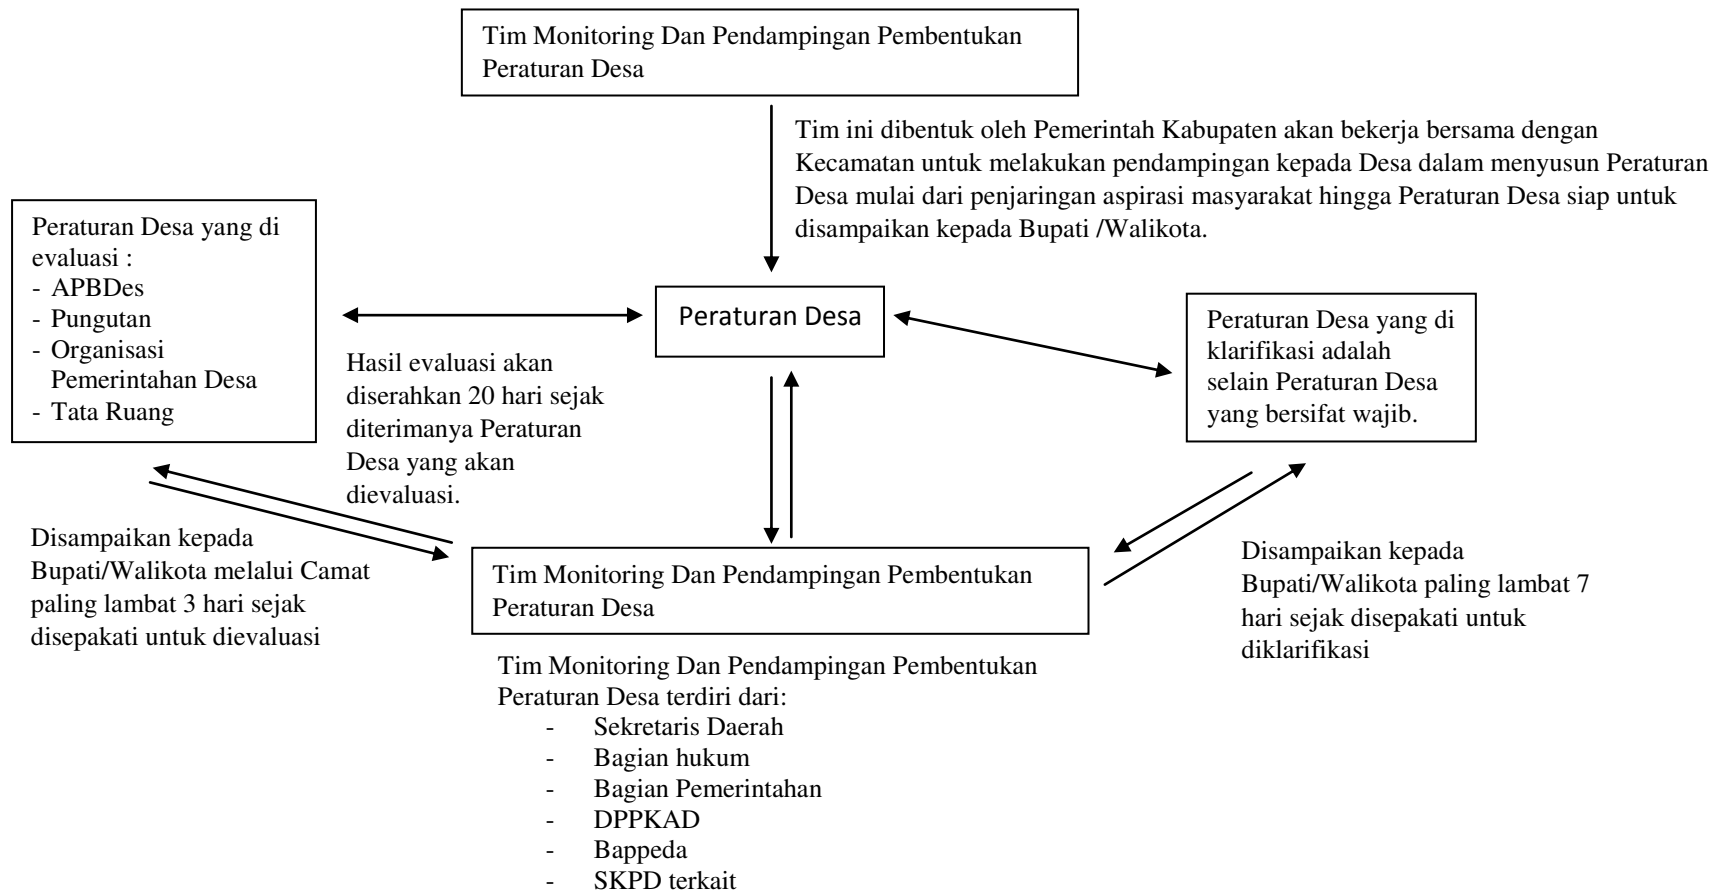 Tim Monitoring Dan Pendampingan Pembentukan
Peraturan Desa
Tim ini dibentuk oleh Pemerintah Kabupaten akan bekerja bersama dengan
Kecamatan untuk melakukan pendampingan kepada Desa dalam menyusun Peraturan
Desa mulai dari penjaringan aspirasi masyarakat hingga Peraturan Desa siap untuk
disampaikan kepada Bupati /Walikota.
Peraturan Desa yang di
evaluasi :
- APBDes
- Pungutan
- Organisasi
Pemerintahan Desa
- Tata Ruang
Peraturan Desa
Peraturan Desa yang di
klarifikasi adalah
selain Peraturan Desa
yang bersifat wajib.
Hasil evaluasi akan
diserahkan 20 hari sejak
diterimanya Peraturan
Desa yang akan
dievaluasi.
Disampaikan kepada
Bupati/Walikota melalui Camat
paling lambat 3 hari sejak
disepakati untuk dievaluasi
Tim Monitoring Dan Pendampingan Pembentukan
Peraturan Desa
Disampaikan kepada
Bupati/Walikota paling lambat 7
hari sejak disepakati untuk
diklarifikasi
Tim Monitoring Dan Pendampingan Pembentukan
Peraturan Desa terdiri dari:
- Sekretaris Daerah
- Bagian hukum
- Bagian Pemerintahan
- DPPKAD
- Bappeda
- SKPD terkait